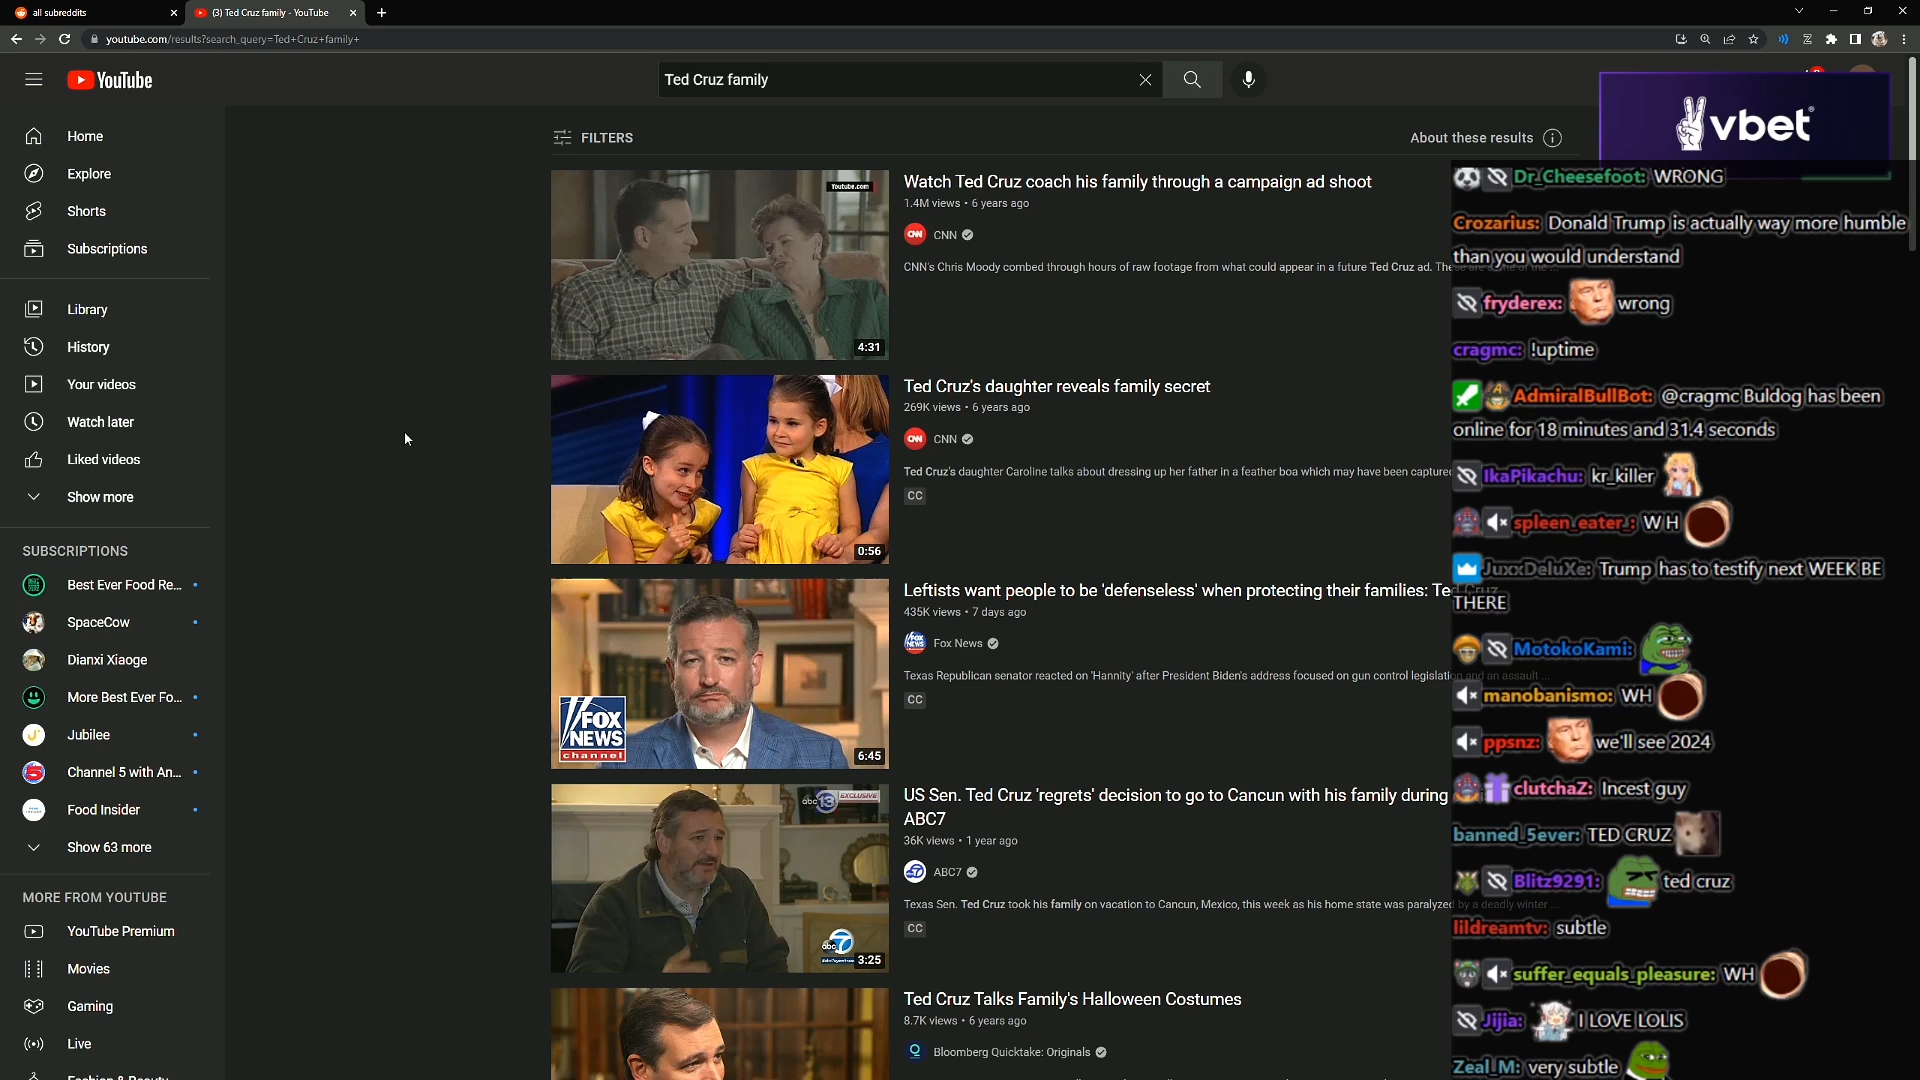 all subreddits
(3) Ted Cruz family - YouTube
youtube.com/results?search_query=Ted+Cruz+family+
YouTube
Ted Cruz family
Home
Explore
Shorts
Subscriptions
Library
History
Your videos
Watch later
Liked videos
Show more
SUBSCRIPTIONS
Best Ever Food Re...
SpaceCow
Dianxi Xiaoge
More Best Ever Fo...
Jubilee
Channel 5 with An...
Food Insider
Show 63 more
MORE FROM YOUTUBE
YouTube Premium
Movies
Gaming
Live
FILTERS
About these results
Youtube.com
4:31
Watch Ted Cruz coach his family through a campaign ad shoot
1.4M views • 6 years ago
CNN
CNN's Chris Moody combed through hours of raw footage from what could appear in a future Ted Cruz ad.
0:56
Ted Cruz's daughter reveals family secret
269K views • 6 years ago
CNN
Ted Cruz's daughter Caroline talks about dressing up her father in a feather boa which may have been
CC
FOX
NEWS
channel
6:45
Leftists want people to be 'defenseless' when protecting their families:
435K views • 7 days ago
Fox News
Texas Republican senator reacted on 'Hannity' after President Biden's address focused on gun control
CC
abc 13 EXCLUSIVE
abc 7
3:25
US Sen. Ted Cruz 'regrets' decision to go to Cancun with his family during
ABC7
36K views • 1 year ago
ABC7
Texas Sen. Ted Cruz took his family on vacation to Cancun, Mexico, this week as his home state was paralyzed by a deadly winter ...
CC
Ted Cruz Talks Family's Halloween Costumes
8.7K views • 6 years ago
Bloomberg Quicktake: Originals
vbet
Dr_Cheesefoot: WRONG
Crozarius: Donald Trump is actually way more humble
than you would understand
fryderex: wrong
cragmc: !uptime
AdmiralBullBot: @cragmc Buldog has been
online for 18 minutes and 31.4 seconds
IkaPikachu: kr_killer
spleen_eater_: W H
JuxxDeluXe: Trump has to testify next WEEK BE
THERE
MotokoKami:
manobanismo: WH
ppsnz: we'll see 2024
clutchaZ: Incest guy
banned_5ever: TED CRUZ
Blitz9291: ted cruz
lildreamtv: subtle
suffer_equals_pleasure: WH
Jijia: I LOVE LOLIS
Zeal_M: very subtle